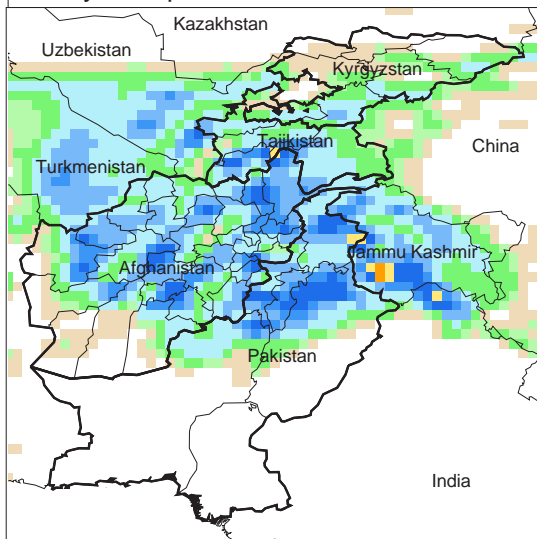 Kazakhstan
Uzbekistan
Kyrgyzstan
Tajikistan
China
Turkmenistan
Jammu Kashmir
Afghanistan
Pakistan
India